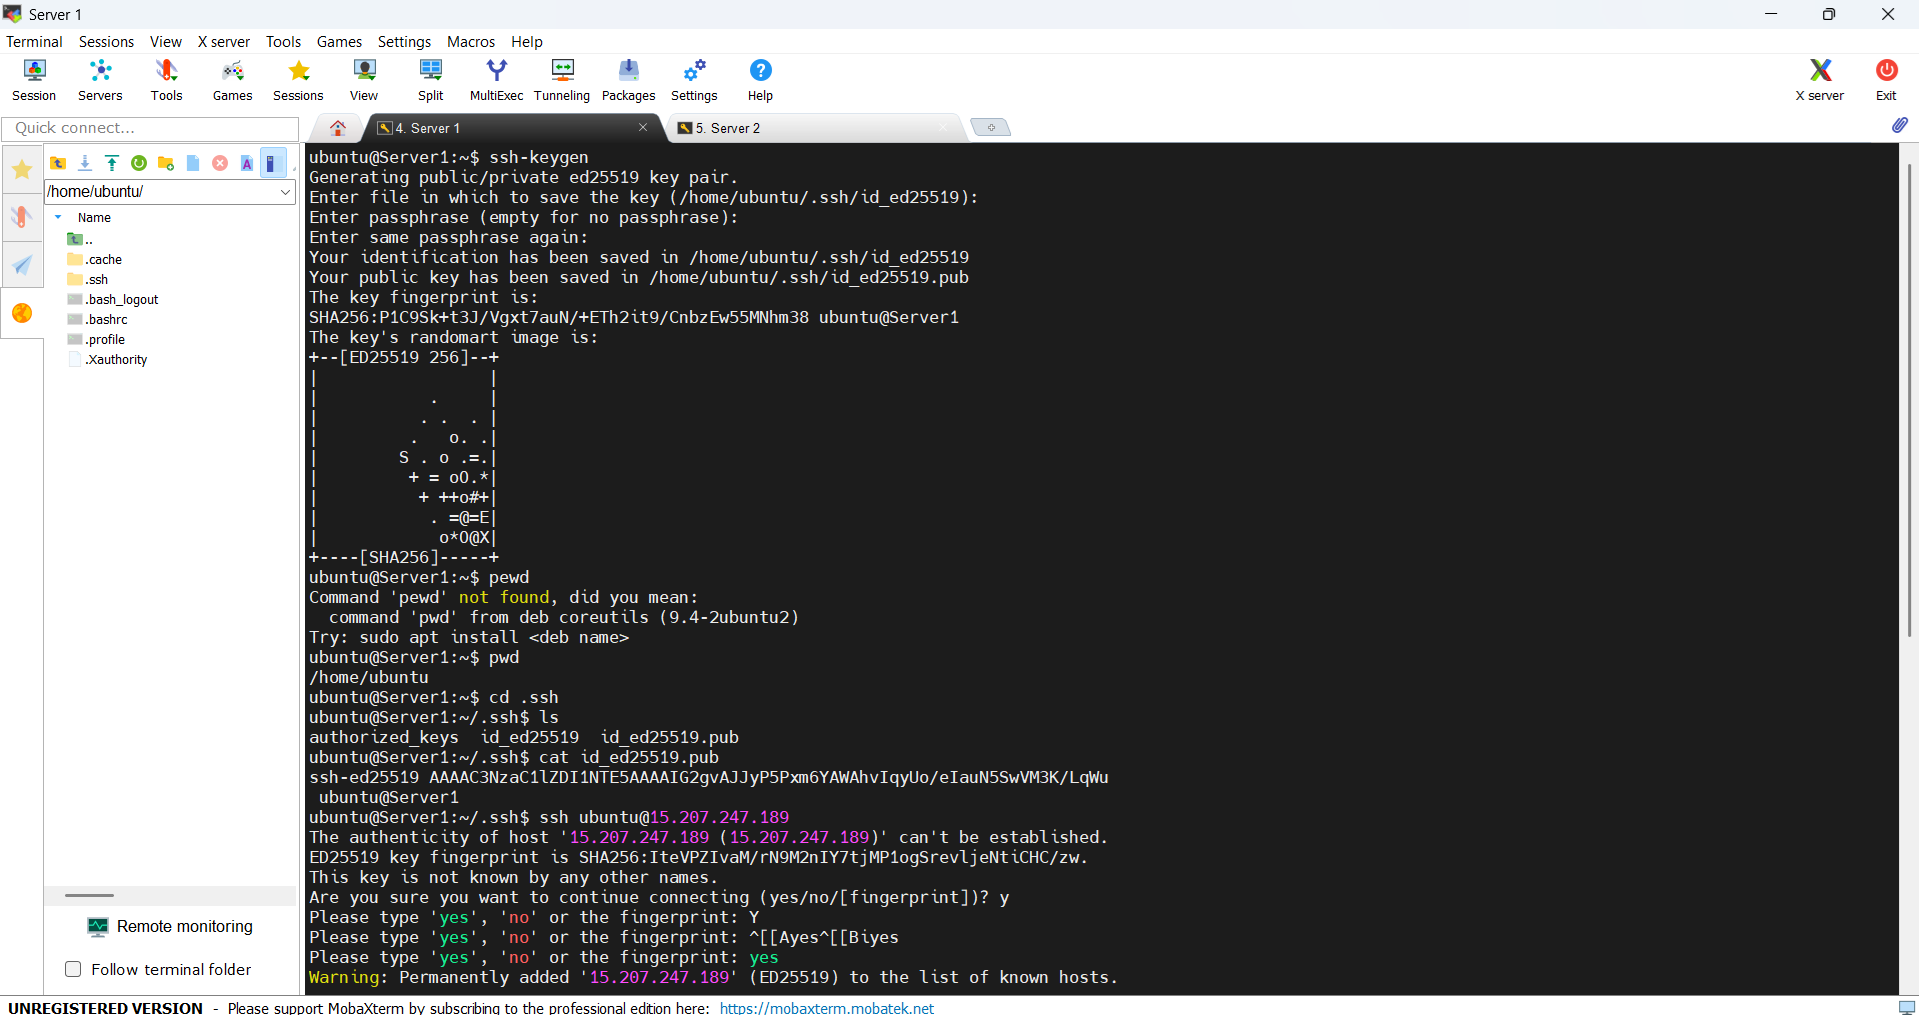 Server 1
Terminal Sessions View X server Tools Games Settings Macros Help
Session Servers Tools Games Sessions View Split MultiExec Tunneling Packages Settings Help X server Exit
Quick connect...
4. Server 1
5. Server 2
/home/ubuntu/
Name
..
.cache
.ssh
.bash_logout
.bashrc
.profile
.Xauthority
Remote monitoring
Follow terminal folder
ubuntu@Server1:~$ ssh-keygen
Generating public/private ed25519 key pair.
Enter file in which to save the key (/home/ubuntu/.ssh/id_ed25519):
Enter passphrase (empty for no passphrase):
Enter same passphrase again:
Your identification has been saved in /home/ubuntu/.ssh/id_ed25519
Your public key has been saved in /home/ubuntu/.ssh/id_ed25519.pub
The key fingerprint is:
SHA256:P1C9Sk+t3J/Vgxt7auN/+ETh2it9/CnbzEw55MNhm38 ubuntu@Server1
The key's randomart image is:
+--[ED25519 256]--+
|                 |
|           .     |
|          . .  . |
|         .   o. .|
|        S . o .=.|
|         + = oO.*|
|          + ++o#+|
|           . =@=E|
|            o*O@X|
+----[SHA256]-----+
ubuntu@Server1:~$ pewd
Command 'pewd' not found, did you mean:
  command 'pwd' from deb coreutils (9.4-2ubuntu2)
Try: sudo apt install <deb name>
ubuntu@Server1:~$ pwd
/home/ubuntu
ubuntu@Server1:~$ cd .ssh
ubuntu@Server1:~/.ssh$ ls
authorized_keys  id_ed25519  id_ed25519.pub
ubuntu@Server1:~/.ssh$ cat id_ed25519.pub
ssh-ed25519 AAAAC3NzaC1lZDI1NTE5AAAAIG2gvAJJyP5Pxm6YAWAhvIqyUo/eIauN5SwVM3K/LqWu
 ubuntu@Server1
ubuntu@Server1:~/.ssh$ ssh ubuntu@15.207.247.189
The authenticity of host '15.207.247.189 (15.207.247.189)' can't be established.
ED25519 key fingerprint is SHA256:IteVPZIvaM/rN9M2nIY7tjMP1ogSrevljeNtiCHC/zw.
This key is not known by any other names.
Are you sure you want to continue connecting (yes/no/[fingerprint])? y
Please type 'yes', 'no' or the fingerprint: Y
Please type 'yes', 'no' or the fingerprint: ^[[Ayes^[[Biyes
Please type 'yes', 'no' or the fingerprint: yes
Warning: Permanently added '15.207.247.189' (ED25519) to the list of known hosts.
UNREGISTERED VERSION - Please support MobaXterm by subscribing to the professional edition here: https://mobaxterm.mobatek.net